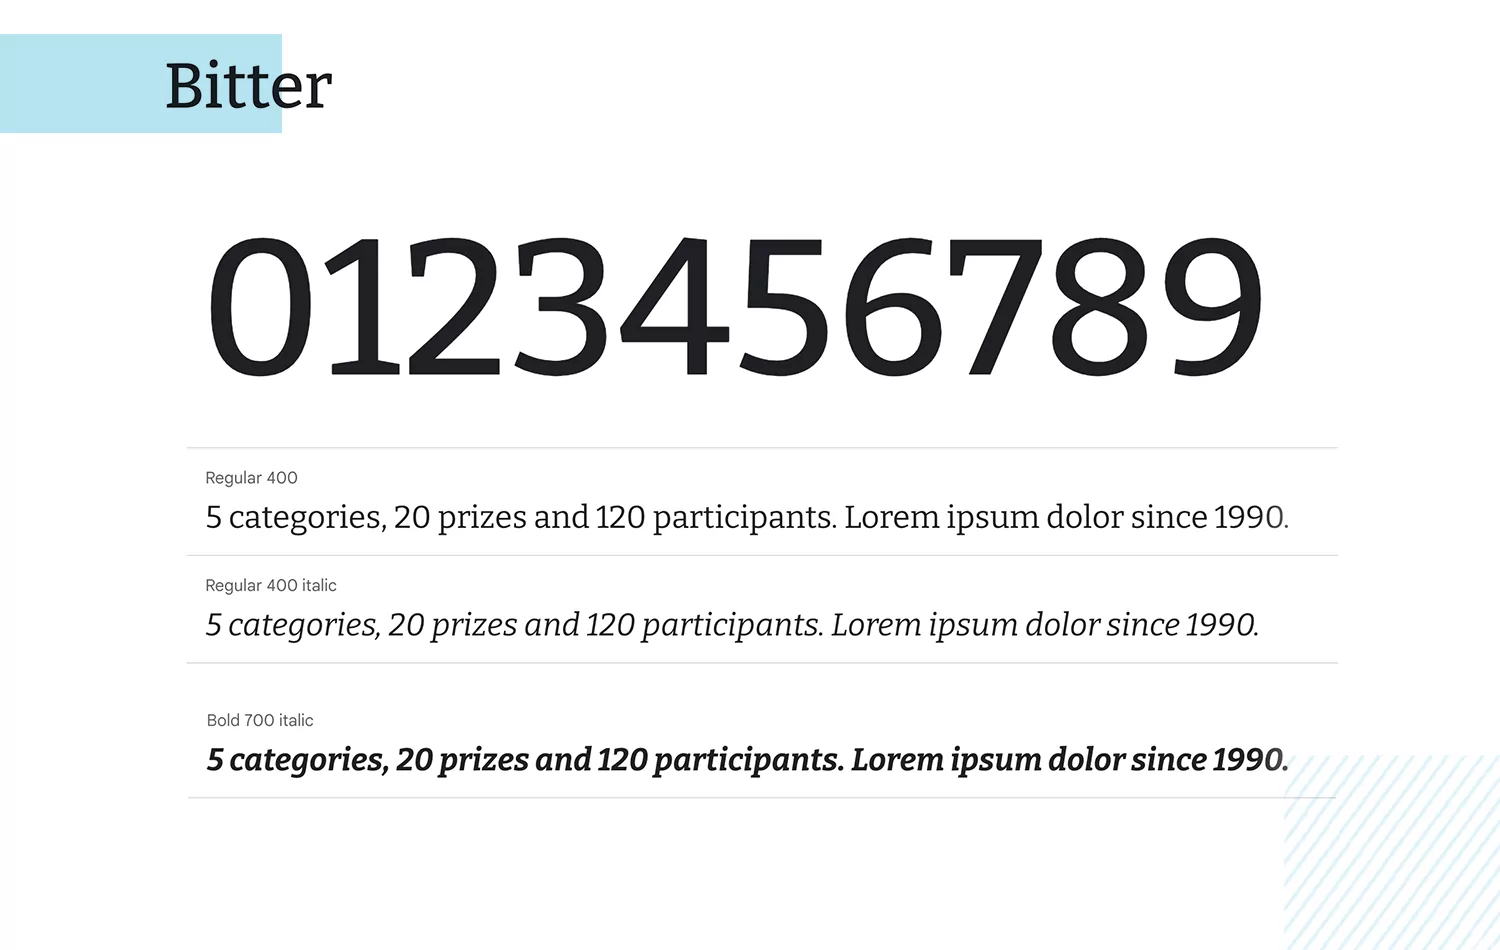 Bitter
0123456789
Regular 400
5 categories, 20 prizes and 120 participants. Lorem ipsum dolor since 1990.
Regular 400 italic
5 categories, 20 prizes and 120 participants. Lorem ipsum dolor since 1990.
Bold 700 italic
5 categories, 20 prizes and 120 participants. Lorem ipsum dolor since 1990.